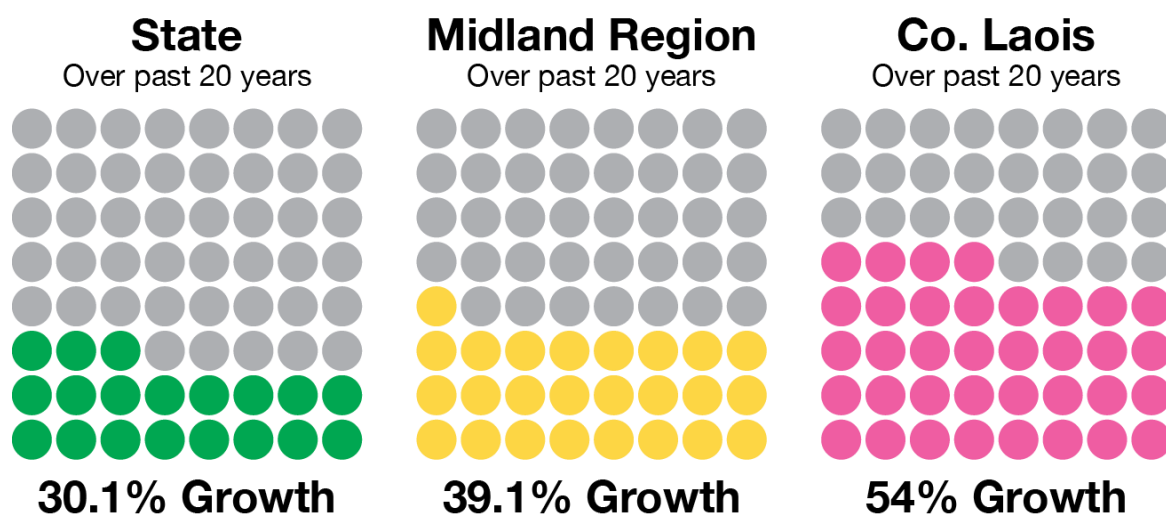 State
Over past 20 years
30.1% Growth
Midland Region
Over past 20 years
39.1% Growth
Co. Laois
Over past 20 years
54% Growth